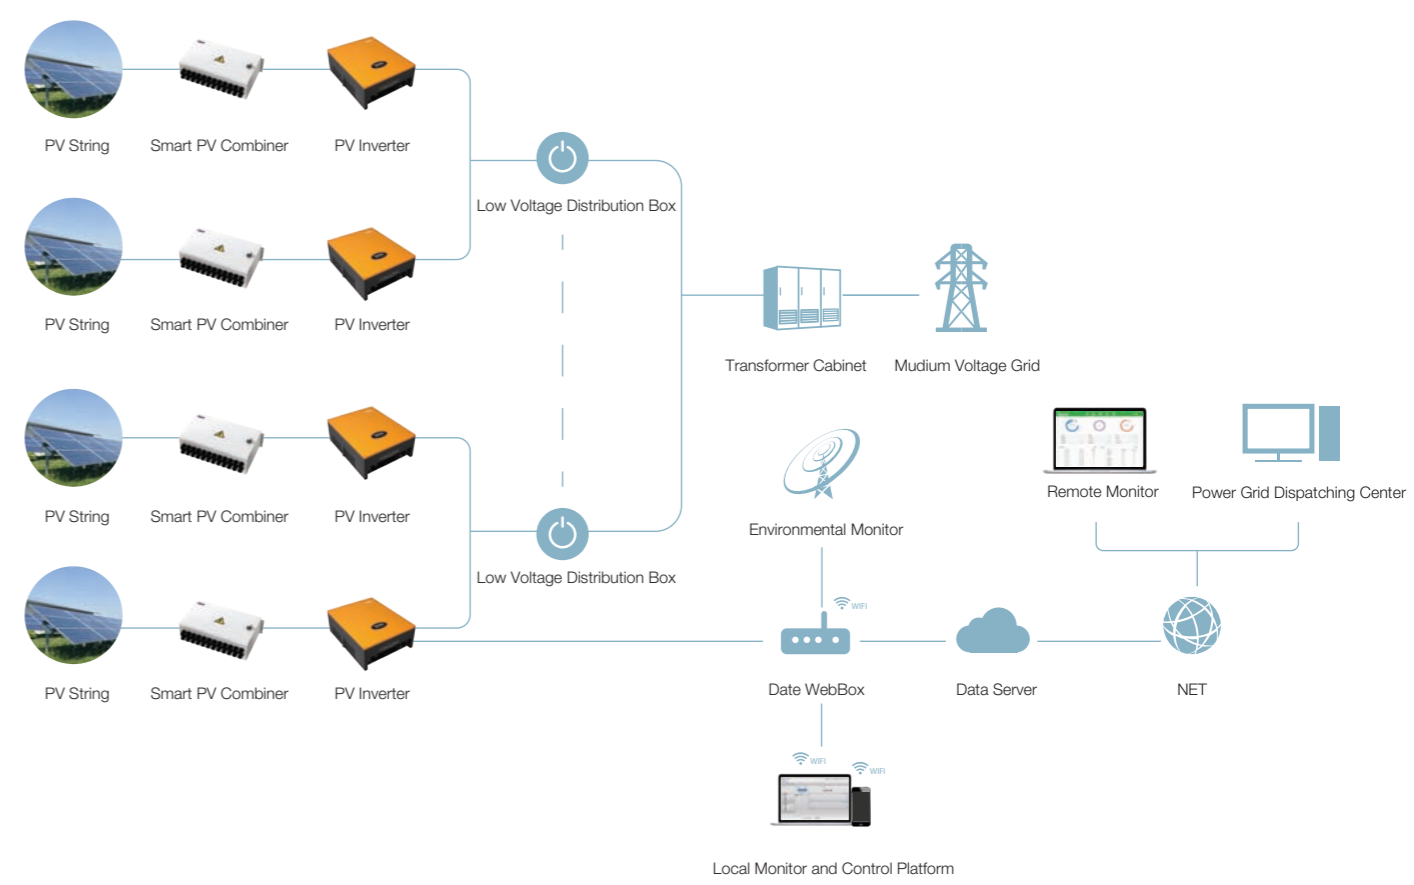 PV String
Smart PV Combiner
PV Inverter
Low Voltage Distribution Box
PV String
Smart PV Combiner
PV Inverter
Transformer Cabinet
Mudium Voltage Grid
PV String
Smart PV Combiner
PV Inverter
Remote Monitor
Power Grid Dispatching Center
Environmental Monitor
Low Voltage Distribution Box
WiFi
PV String
Smart PV Combiner
PV Inverter
Date WebBox
Data Server
NET
WiFi
WiFi
Local Monitor and Control Platform